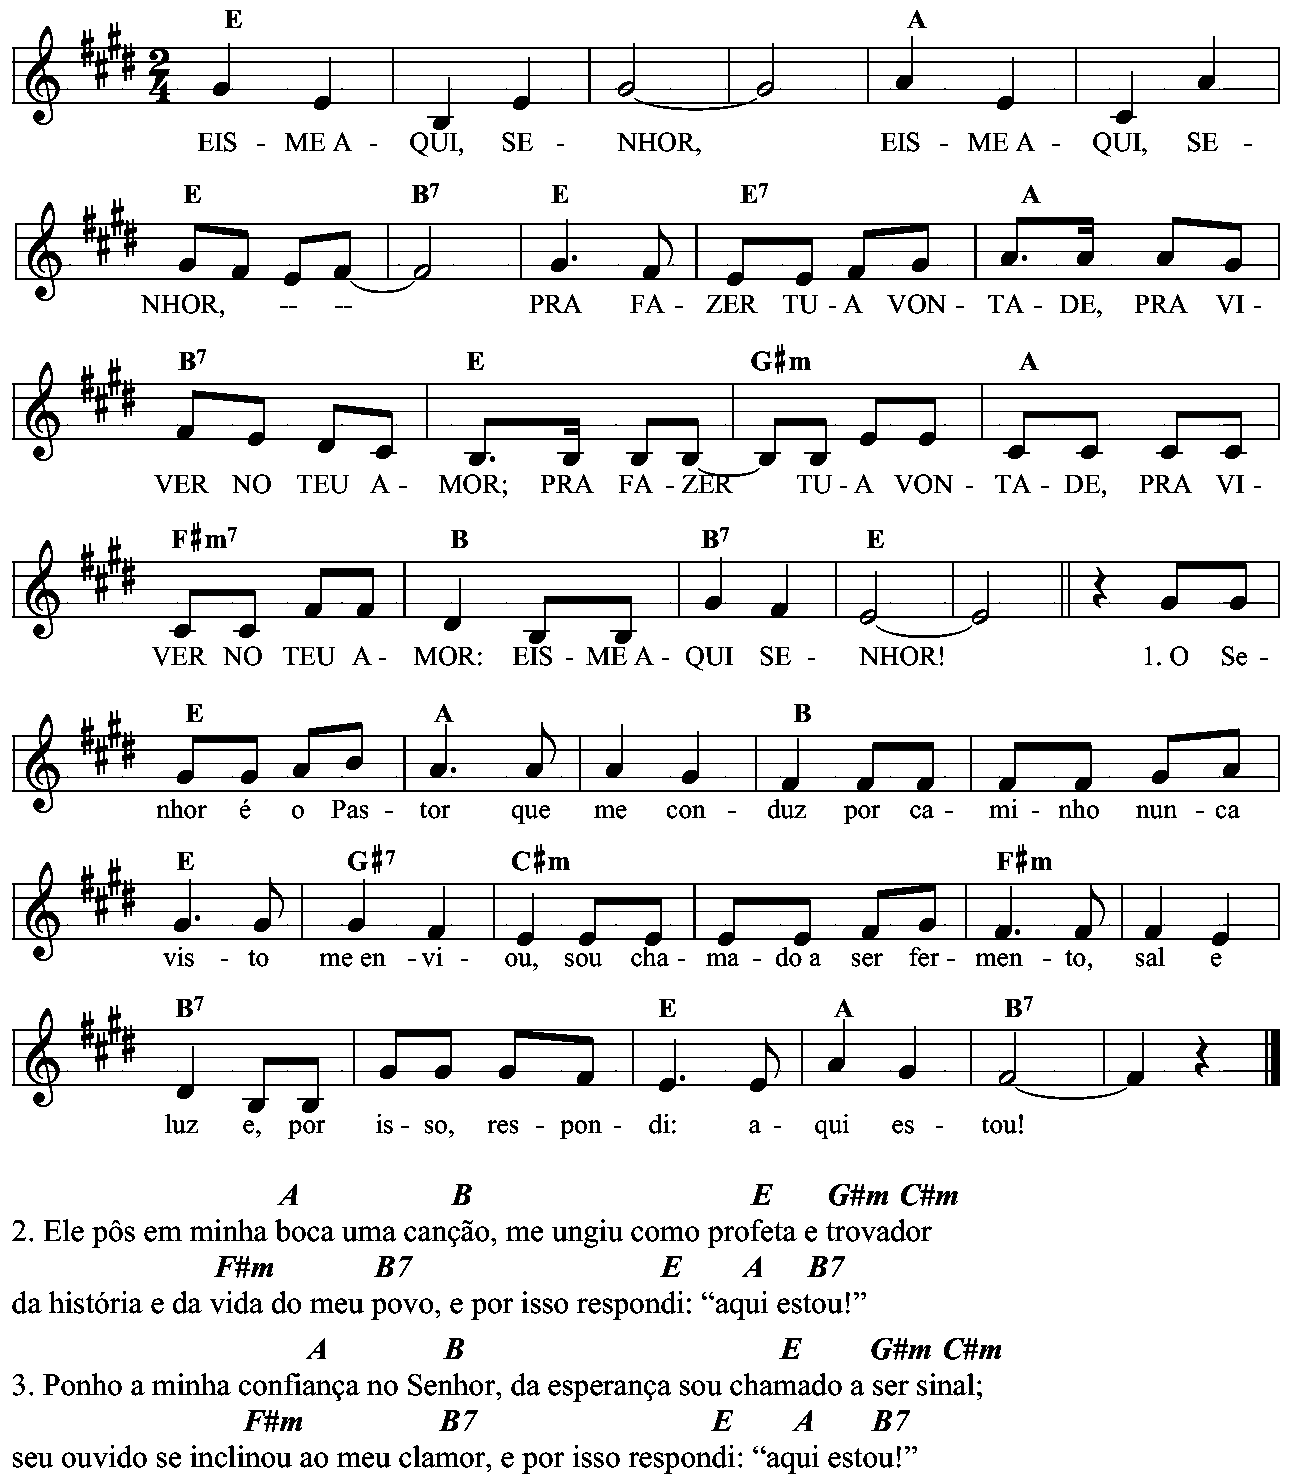 E A
EIS - ME A - QUI, SE - NHOR, EIS - ME A - QUI, SE -
E B7 E E7 A
NHOR, -- -- PRA FA - ZER TU - A VON - TA - DE, PRA VI -
B7 E G#m A
VER NO TEU A - MOR; PRA FA - ZER TU - A VON - TA - DE, PRA VI -
F#m7 B B7 E
VER NO TEU A - MOR: EIS - ME A - QUI SE - NHOR! 1. O Se -
E A B
nhor é o Pas - tor que me con - duz por ca - mi - nho nun - ca
E G#7 C#m F#m
vis - to me en - vi - ou, sou cha - ma - do a ser fer - men - to, sal e
B7 E A B7
luz e, por is - so, res - pon - di: a - qui es - tou!
A B E G#m C#m
2. Ele pôs em minha boca uma canção, me ungiu como profeta e trovador
F#m B7 E A B7
da história e da vida do meu povo, e por isso respondi: “aqui estou!”
A B E G#m C#m
3. Ponho a minha confiança no Senhor, da esperança sou chamado a ser sinal;
F#m B7 E A B7
seu ouvido se inclinou ao meu clamor, e por isso respondi: “aqui estou!”